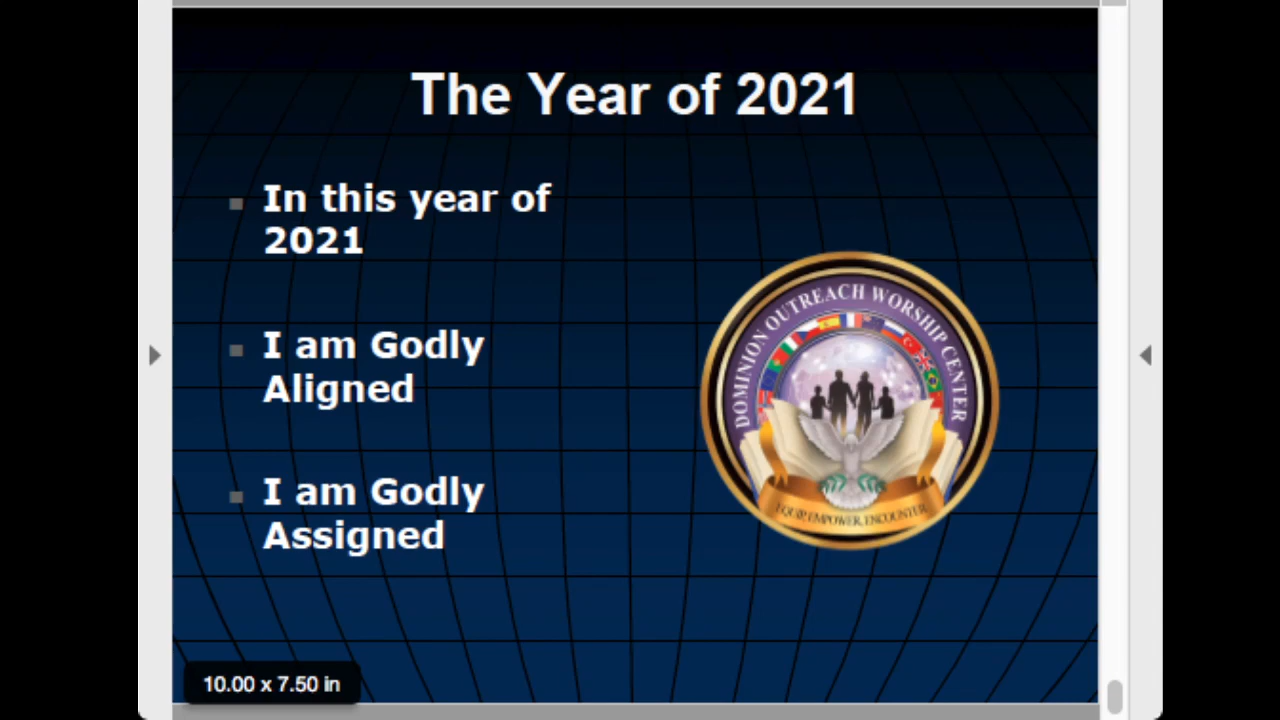 The Year of 2021
In this year of
2021
I am Godly
Aligned
I am Godly
Assigned
DOMINION OUTREACH WORSHIP CENTER
EQUIP, EMPOWER, ENCOUNTER
10.00 x 7.50 in